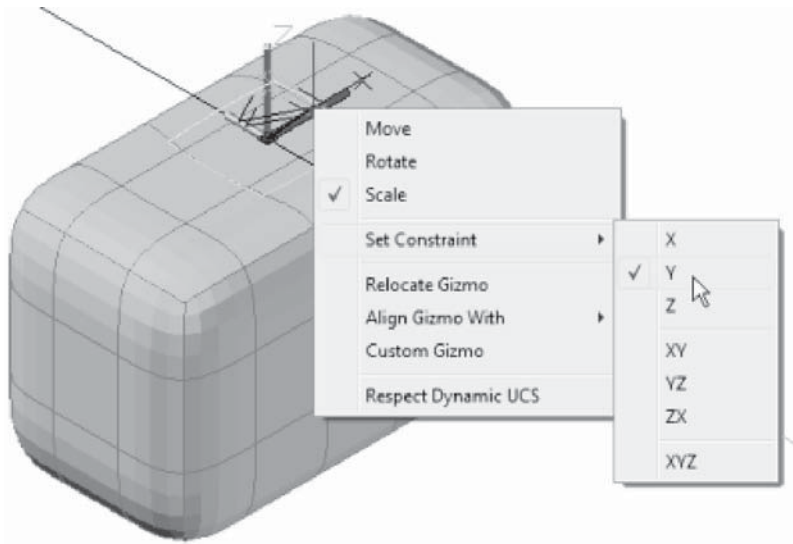 Z
Move
Rotate
Scale
Set Constraint
Relocate Gizmo
Align Gizmo With
Custom Gizmo
Respect Dynamic UCS
X
Y
Z
XY
YZ
ZX
XYZ